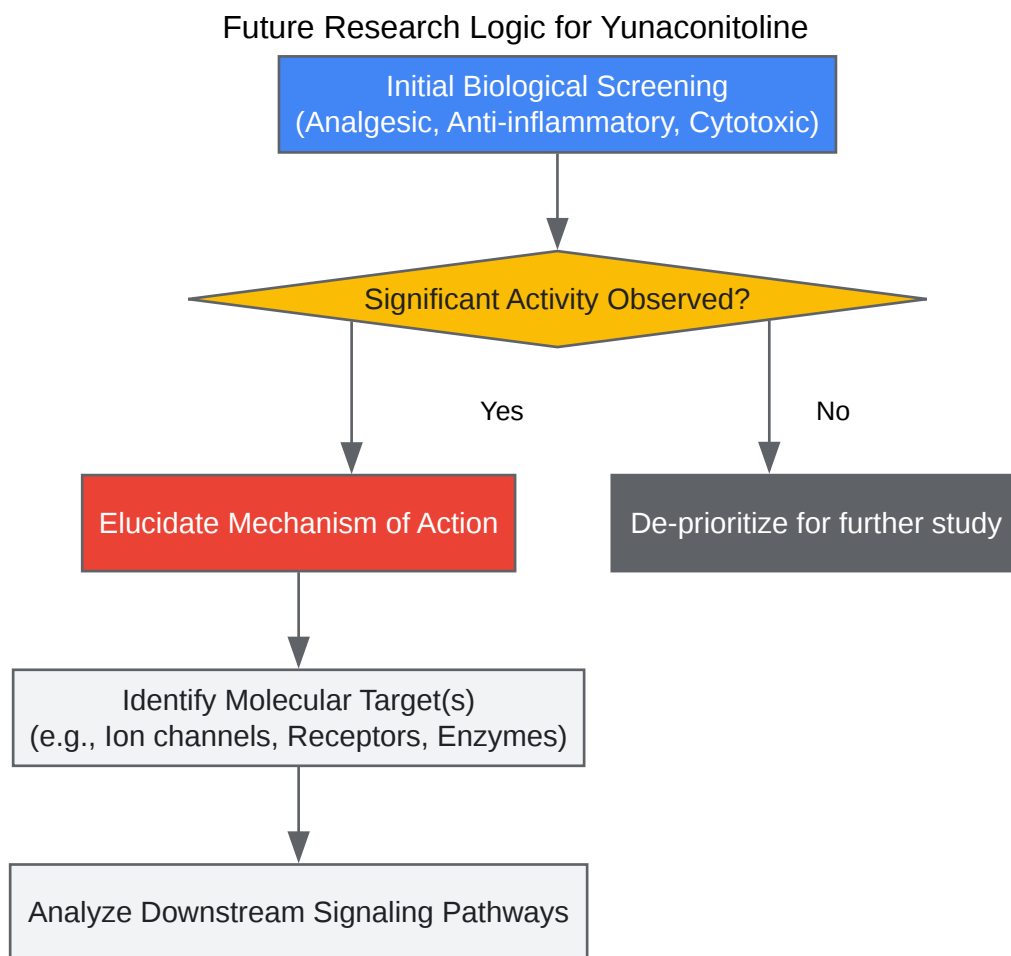 Future Research Logic for Yunaconitoline
Initial Biological Screening
(Analgesic, Anti-inflammatory, Cytotoxic)
Significant Activity Observed?
Yes
No
Elucidate Mechanism of Action
De-prioritize for further study
Identify Molecular Target(s)
(e.g., Ion channels, Receptors, Enzymes)
Analyze Downstream Signaling Pathways